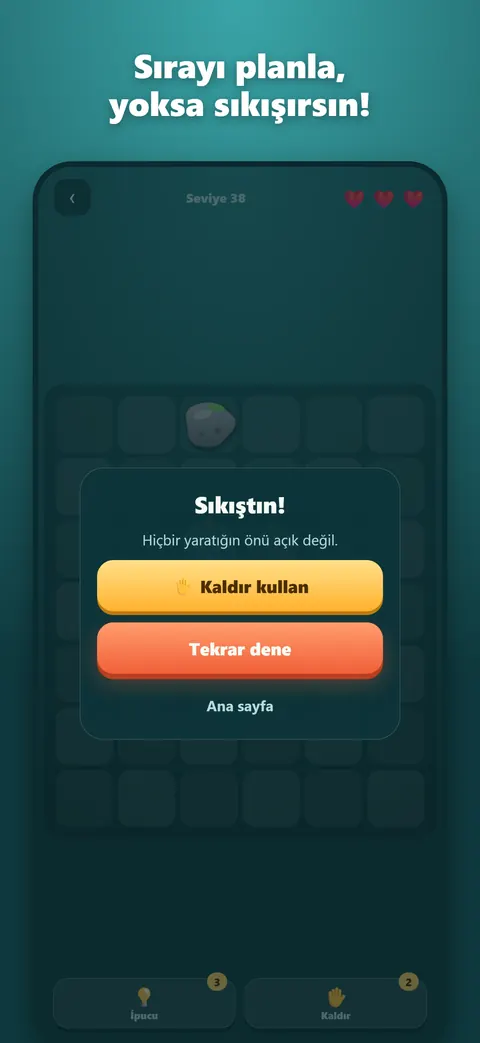 Sırayı planla,
yoksa sıkışırsın!
Seviye 38
Sıkıştın!
Hiçbir yaratığın önü açık değil.
Kaldır kullan
Tekrar dene
Ana sayfa
3
2
İpucu
Kaldır